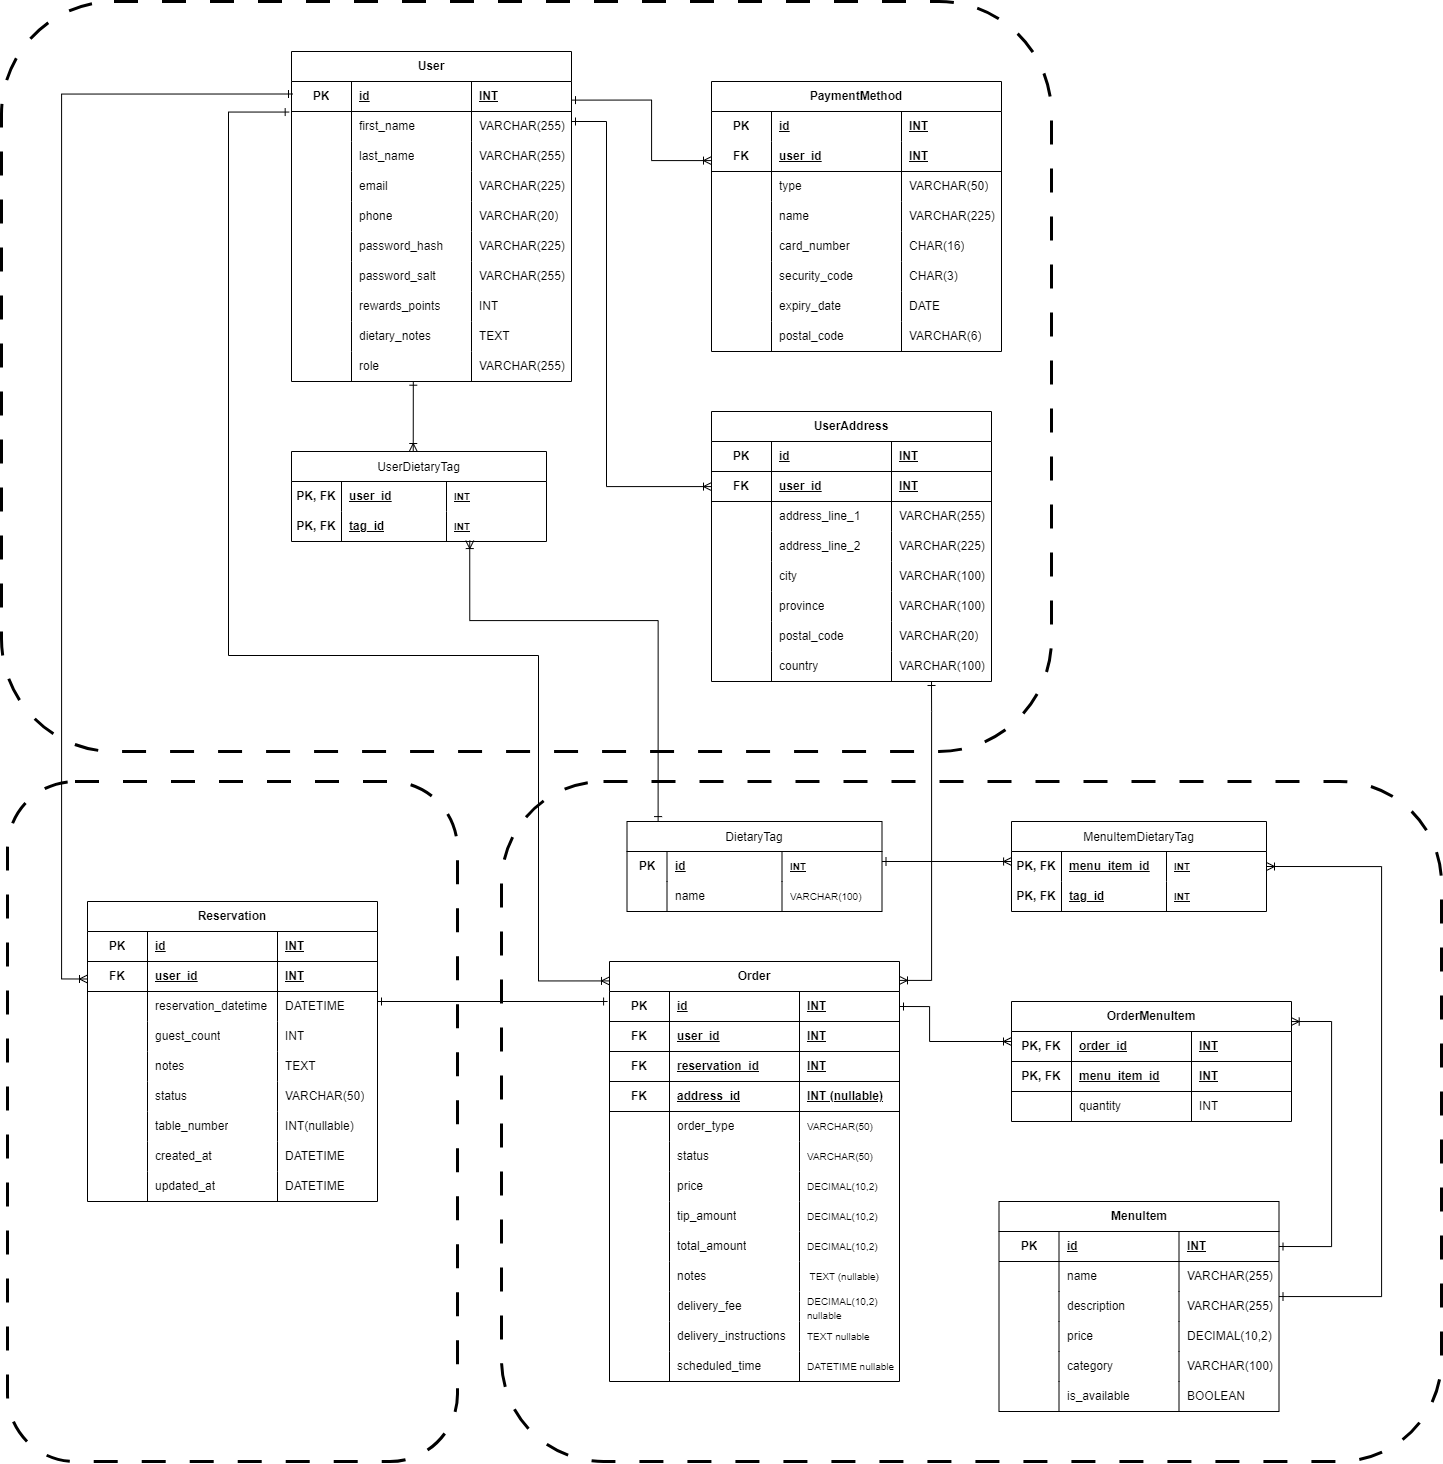 User
PK id INT
first_name VARCHAR(255)
last_name VARCHAR(255)
email VARCHAR(225)
phone VARCHAR(20)
password_hash VARCHAR(225)
password_salt VARCHAR(255)
rewards_points INT
dietary_notes TEXT
role VARCHAR(255)
PaymentMethod
PK id INT
FK user_id INT
type VARCHAR(50)
name VARCHAR(225)
card_number CHAR(16)
security_code CHAR(3)
expiry_date DATE
postal_code VARCHAR(6)
UserDietaryTag
PK, FK user_id INT
PK, FK tag_id INT
UserAddress
PK id INT
FK user_id INT
address_line_1 VARCHAR(255)
address_line_2 VARCHAR(225)
city VARCHAR(100)
province VARCHAR(100)
postal_code VARCHAR(20)
country VARCHAR(100)
Reservation
PK id INT
FK user_id INT
reservation_datetime DATETIME
guest_count INT
notes TEXT
status VARCHAR(50)
table_number INT(nullable)
created_at DATETIME
updated_at DATETIME
DietaryTag
PK id INT
name VARCHAR(100)
MenuItemDietaryTag
PK, FK menu_item_id INT
PK, FK tag_id INT
Order
PK id INT
FK user_id INT
FK reservation_id INT
FK address_id INT (nullable)
order_type VARCHAR(50)
status VARCHAR(50)
price DECIMAL(10,2)
tip_amount DECIMAL(10,2)
total_amount DECIMAL(10,2)
notes TEXT (nullable)
delivery_fee DECIMAL(10,2)
nullable
delivery_instructions TEXT nullable
scheduled_time DATETIME nullable
OrderMenuItem
PK, FK order_id INT
PK, FK menu_item_id INT
quantity INT
MenuItem
PK id INT
name VARCHAR(255)
description VARCHAR(255)
price DECIMAL(10,2)
category VARCHAR(100)
is_available BOOLEAN